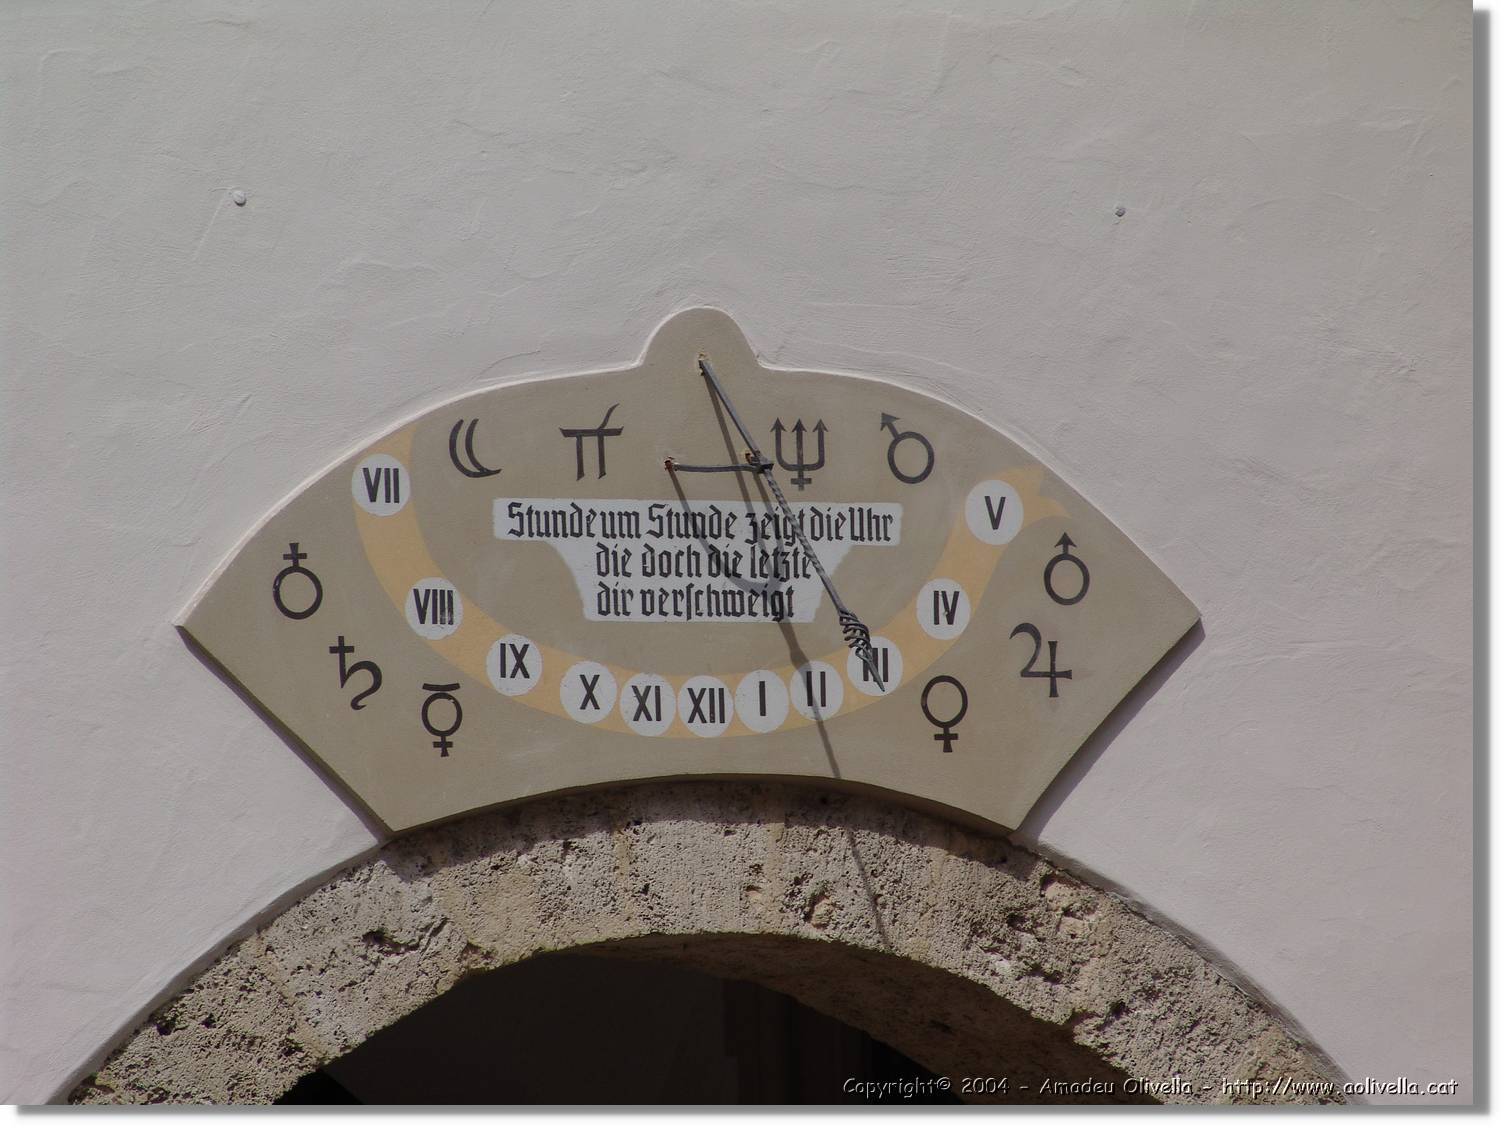 Stunde um Stunde zeigt die Uhr
die doch die letzte
dir verschweigt
VII
VIII
IX
X
XI
XII
I
II
III
IV
V
Copyright© 2004 - Amadeu Olivella - http://www.aolivella.cat